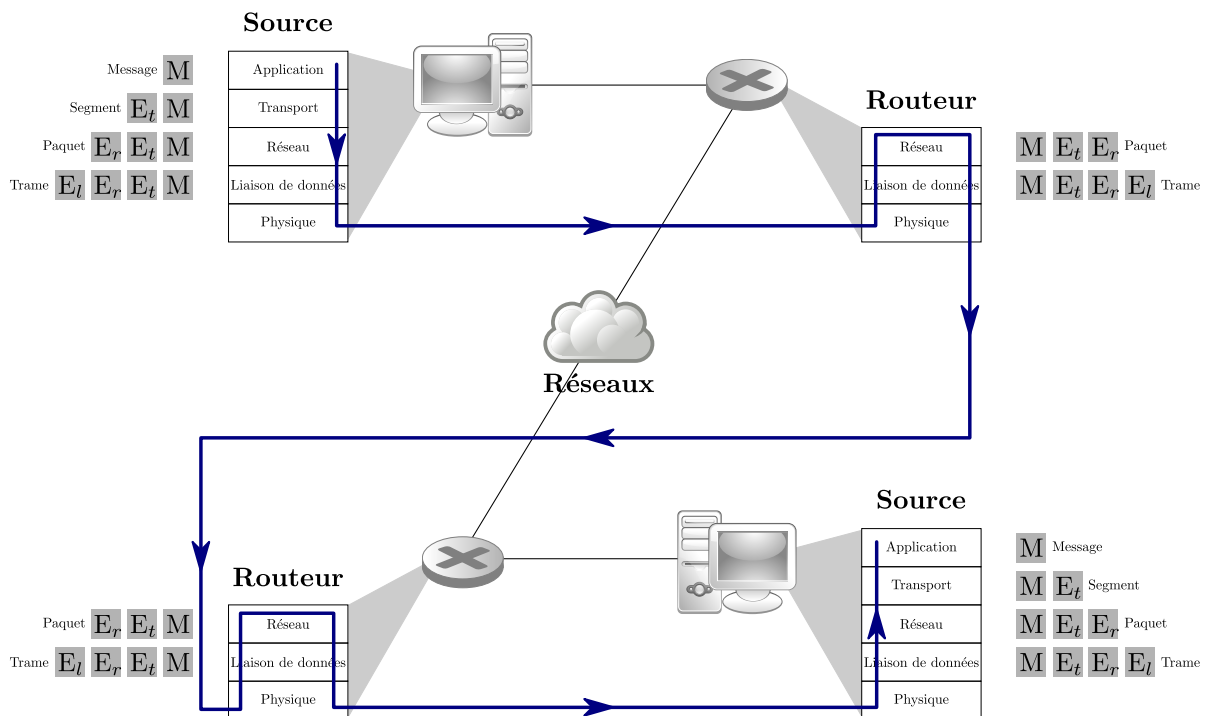 Source
Message M
Segment E_t M
Paquet E_r E_t M
Trame E_l E_r E_t M
Application
Transport
Réseau
Liaison de données
Physique
Routeur
Réseau
Liaison de données
Physique
M E_t E_r Paquet
M E_t E_r E_l Trame
Réseaux
Routeur
Paquet E_r E_t M
Trame E_l E_r E_t M
Réseau
Liaison de données
Physique
Source
Application
Transport
Réseau
Liaison de données
Physique
M Message
M E_t Segment
M E_t E_r Paquet
M E_t E_r E_l Trame